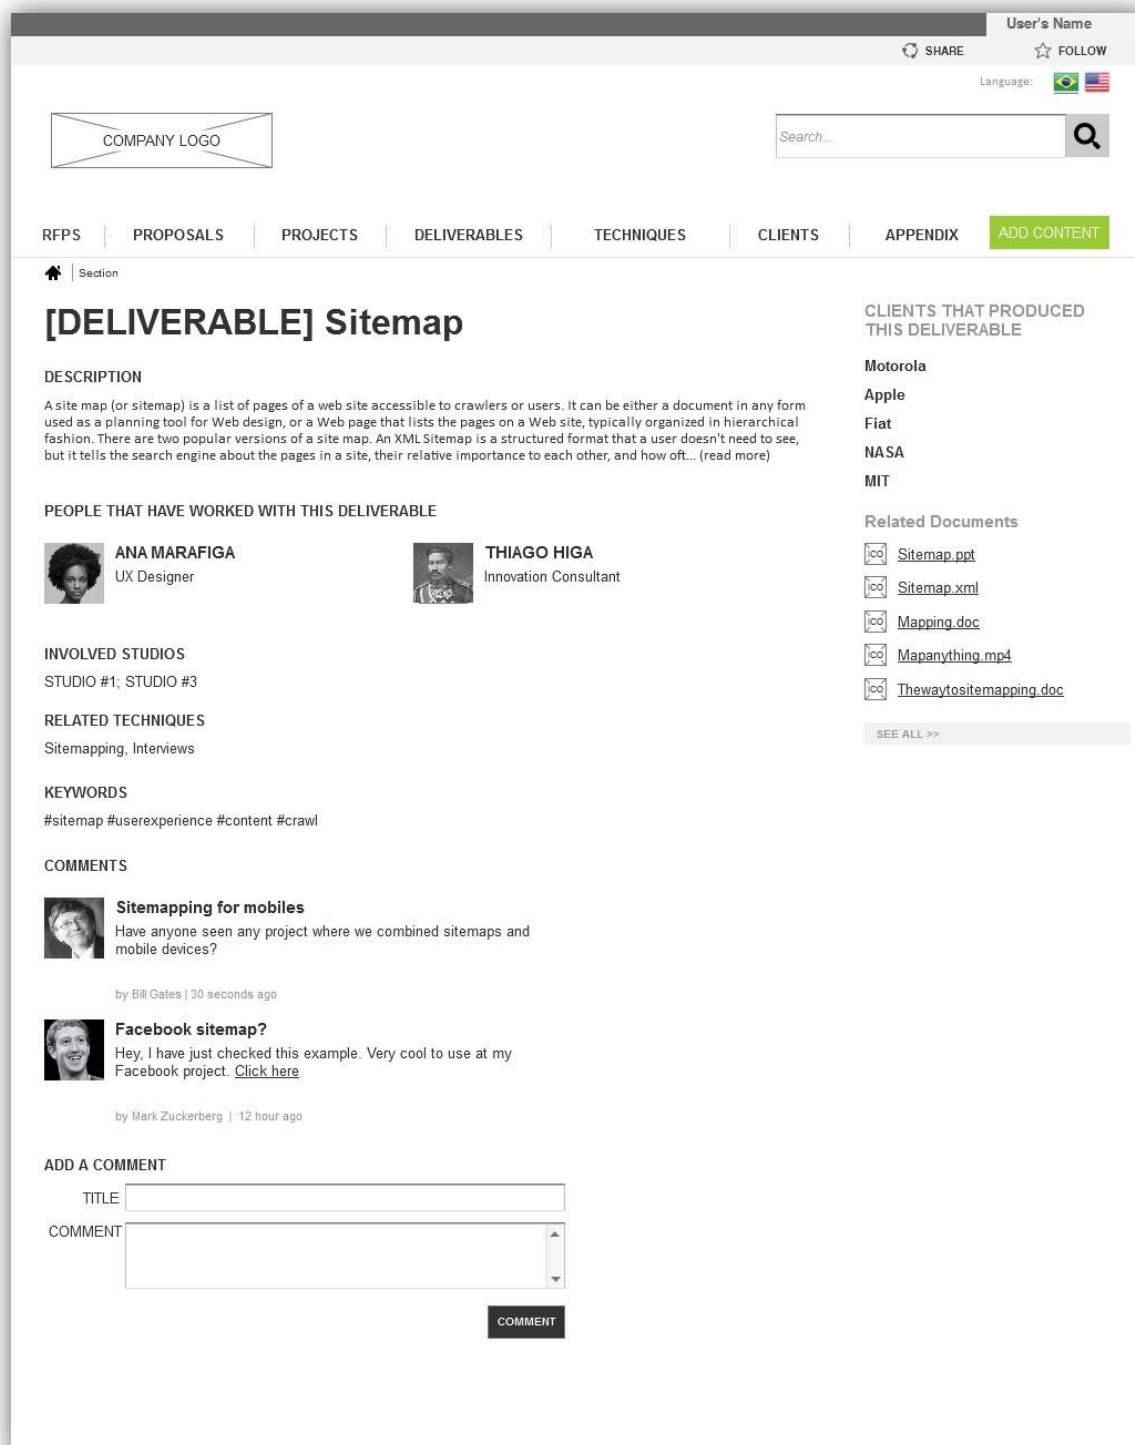 User's Name
SHARE
FOLLOW
Language:
COMPANY LOGO
Search...
RFPS
PROPOSALS
PROJECTS
DELIVERABLES
TECHNIQUES
CLIENTS
APPENDIX
ADD CONTENT
Section
[DELIVERABLE] Sitemap
DESCRIPTION
A site map (or sitemap) is a list of pages of a web site accessible to crawlers or users. It can be either a document in any form
used as a planning tool for Web design, or a Web page that lists the pages on a Web site, typically organized in hierarchical
fashion. There are two popular versions of a site map. An XML Sitemap is a structured format that a user doesn't need to see,
but it tells the search engine about the pages in a site, their relative importance to each other, and how oft... (read more)
PEOPLE THAT HAVE WORKED WITH THIS DELIVERABLE
ANA MARAFIGA
UX Designer
THIAGO HIGA
Innovation Consultant
INVOLVED STUDIOS
STUDIO #1; STUDIO #3
RELATED TECHNIQUES
Sitemapping, Interviews
KEYWORDS
#sitemap #userexperience #content #crawl
COMMENTS
Sitemapping for mobiles
Have anyone seen any project where we combined sitemaps and
mobile devices?
by Bill Gates | 30 seconds ago
Facebook sitemap?
Hey, I have just checked this example. Very cool to use at my
Facebook project. Click here
by Mark Zuckerberg | 12 hour ago
ADD A COMMENT
TITLE
COMMENT
COMMENT
CLIENTS THAT PRODUCED
THIS DELIVERABLE
Motorola
Apple
Fiat
NASA
MIT
Related Documents
ico Sitemap.ppt
ico Sitemap.xml
ico Mapping.doc
ico Mapanything.mp4
ico Thewaytositemapping.doc
SEE ALL >>